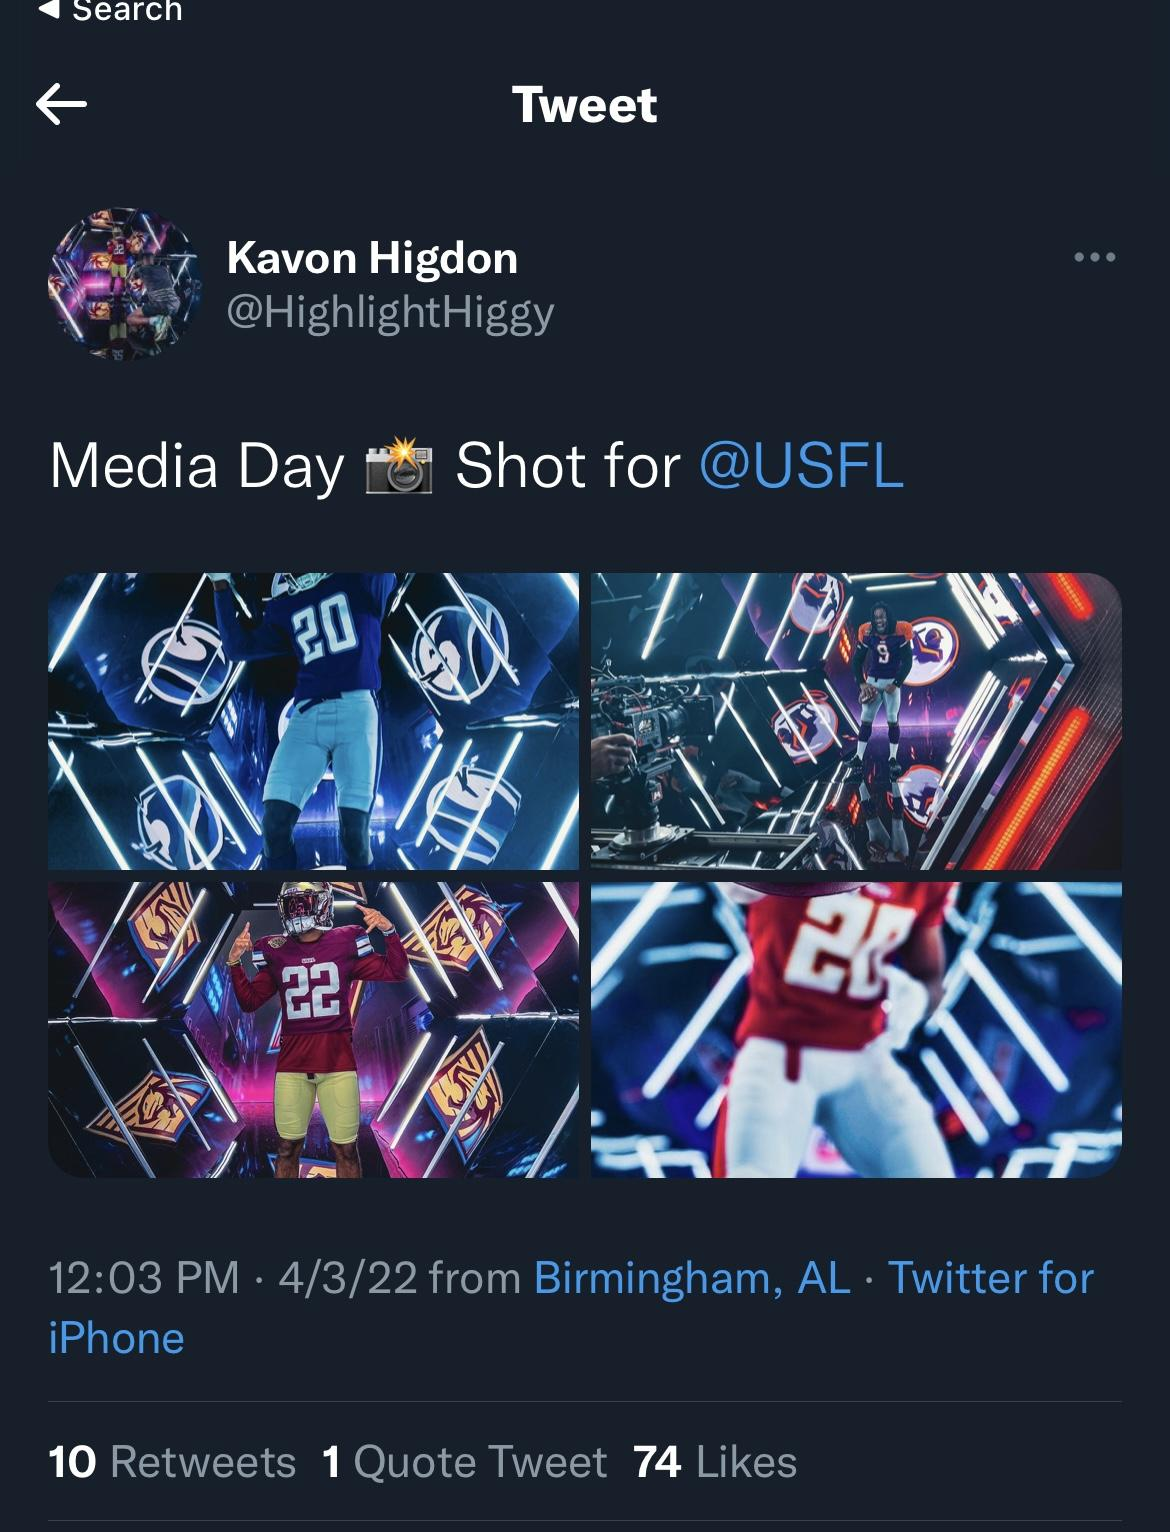 ◀ Search
Tweet
Kavon Higdon
@HighlightHiggy
Media Day 📸 Shot for @USFL
20
9
22
20
12:03 PM · 4/3/22 from Birmingham, AL · Twitter for
iPhone
10 Retweets 1 Quote Tweet 74 Likes